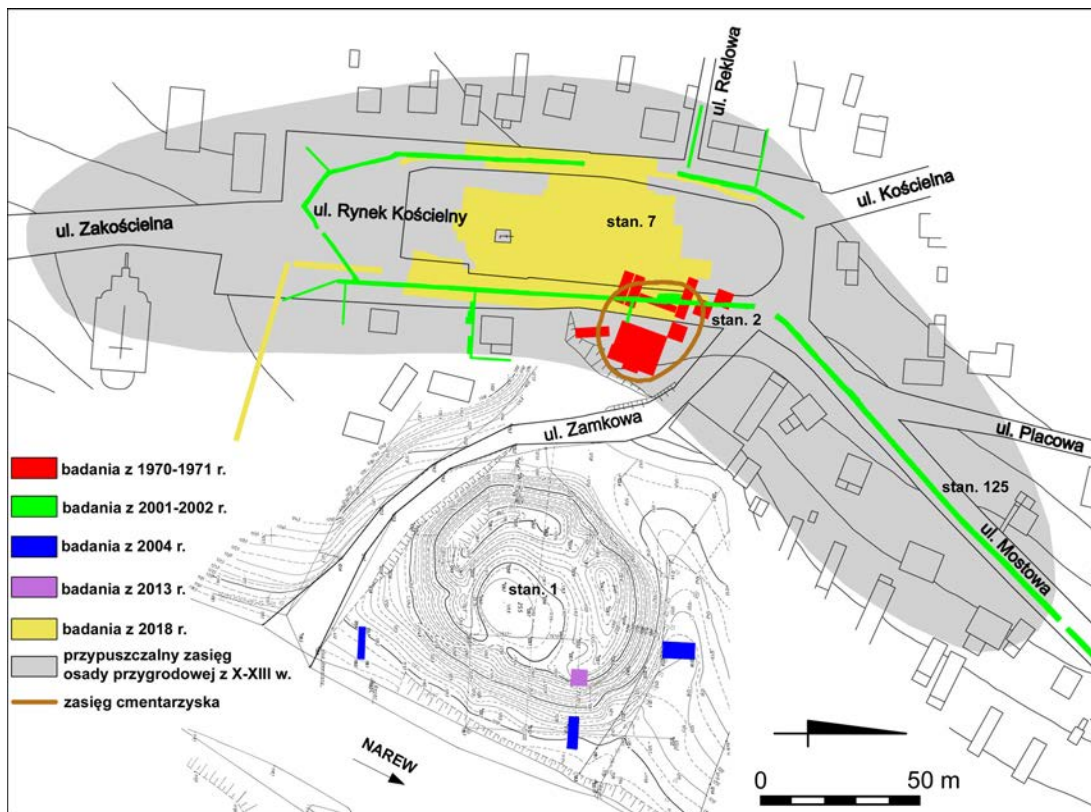 ul. Reklowa
ul. Kościelna
ul. Zakościelna
ul. Rynek Kościelny
stan. 7
stan. 2
ul. Zamkowa
ul. Placowa
stan. 125
ul. Mostowa
stan. 1
badania z 1970-1971 r.
badania z 2001-2002 r.
badania z 2004 r.
badania z 2013 r.
badania z 2018 r.
przypuszczalny zasięg
osady przygrodowej z X-XIII w.
zasięg cmentarzyska
NAREW
0 50 m